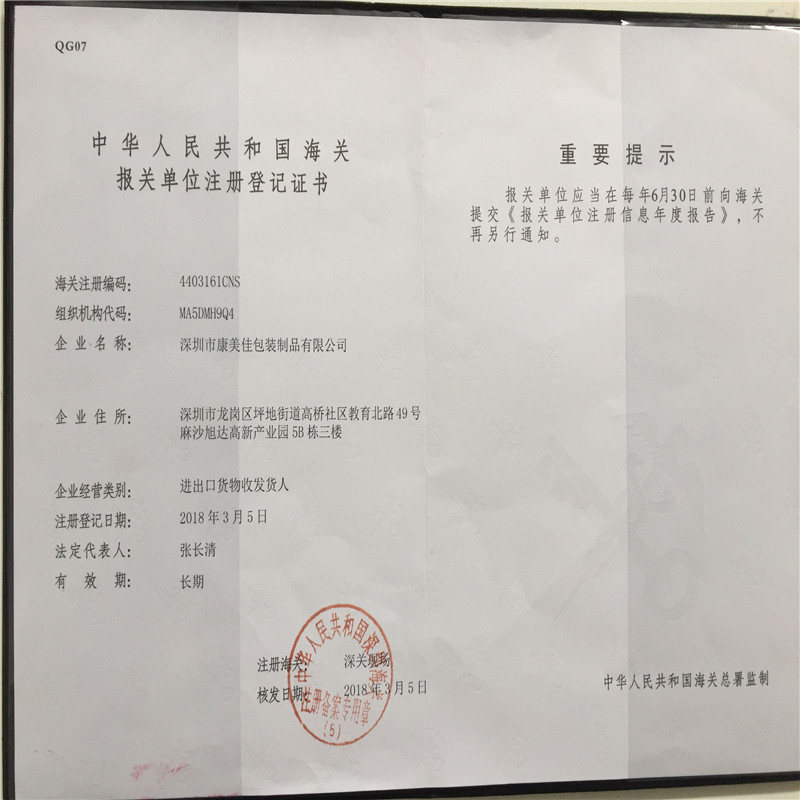 QG07
中华人民共和国海关
报关单位注册登记证书
海关注册编码： 4403161CNS
组织机构代码： MA5DMH9Q4
企业名称： 深圳市康美佳包装制品有限公司
企业住所： 深圳市龙岗区坪地街道高桥社区教育北路49号
麻沙旭达高新产业园5B栋三楼
企业经营类别： 进出口货物收发货人
注册登记日期： 2018年3月5日
法定代表人： 张长清
有效期： 长期
注册海关： 深关现场
核发日期： 2018年3月5日
中华人民共和国深圳海关
注册备案专用章
（5）
重要提示
报关单位应当在每年6月30日前向海关
提交《报关单位注册信息年度报告》，不
再另行通知。
中华人民共和国海关总署监制